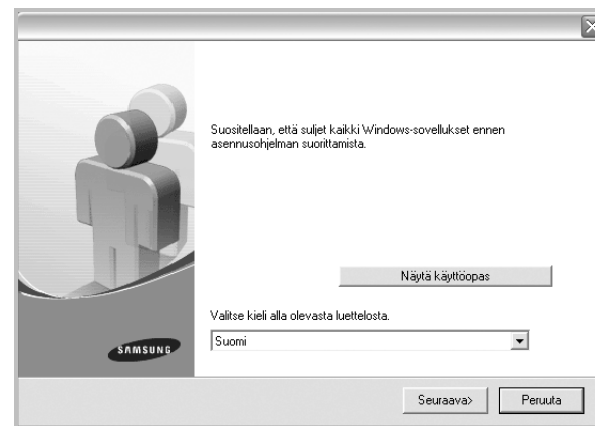 Suositellaan, että suljet kaikki Windows-sovellukset ennen
asennusohjelman suorittamista.
Näytä käyttöopas
Valitse kieli alla olevasta luettelosta.
Suomi
SAMSUNG
Seuraava>
Peruuta